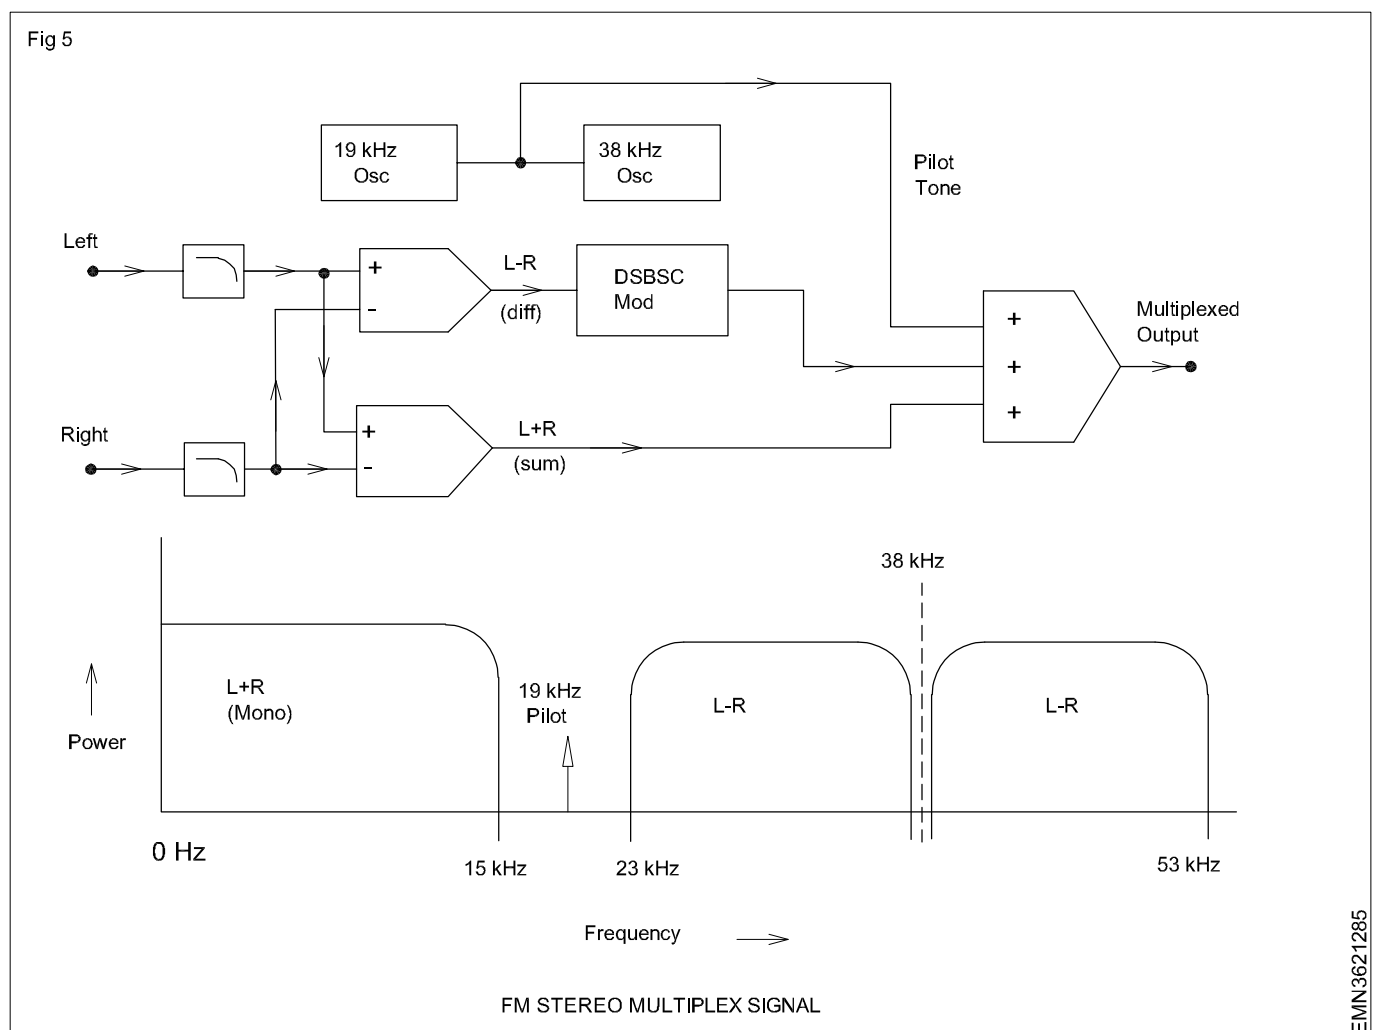 Fig 5
19 kHz
Osc
38 kHz
Osc
Pilot
Tone
Left
+
-
L-R
(diff)
DSBSC
Mod
+
+
+
Multiplexed
Output
Right
+
-
L+R
(sum)
38 kHz
L+R
(Mono)
19 kHz
Pilot
L-R
L-R
Power
0 Hz
15 kHz
23 kHz
53 kHz
Frequency
FM STEREO MULTIPLEX SIGNAL
EMN3621285